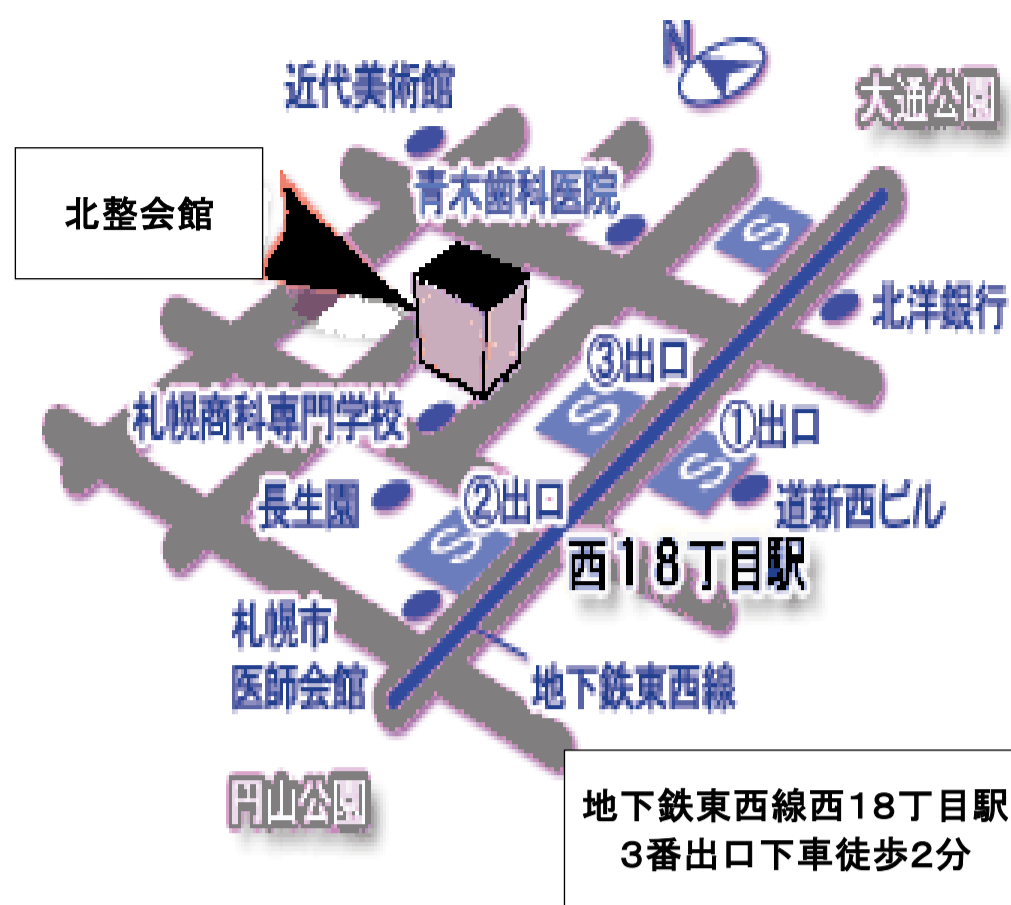 N
近代美術館
大通公園
北整会館
青木歯科医院
S
北洋銀行
③出口
S
①出口
S
札幌商科専門学校
長生園
②出口
S
道新西ビル
西18丁目駅
札幌市
医師会館
地下鉄東西線
円山公園
地下鉄東西線西18丁目駅
3番出口下車徒歩2分